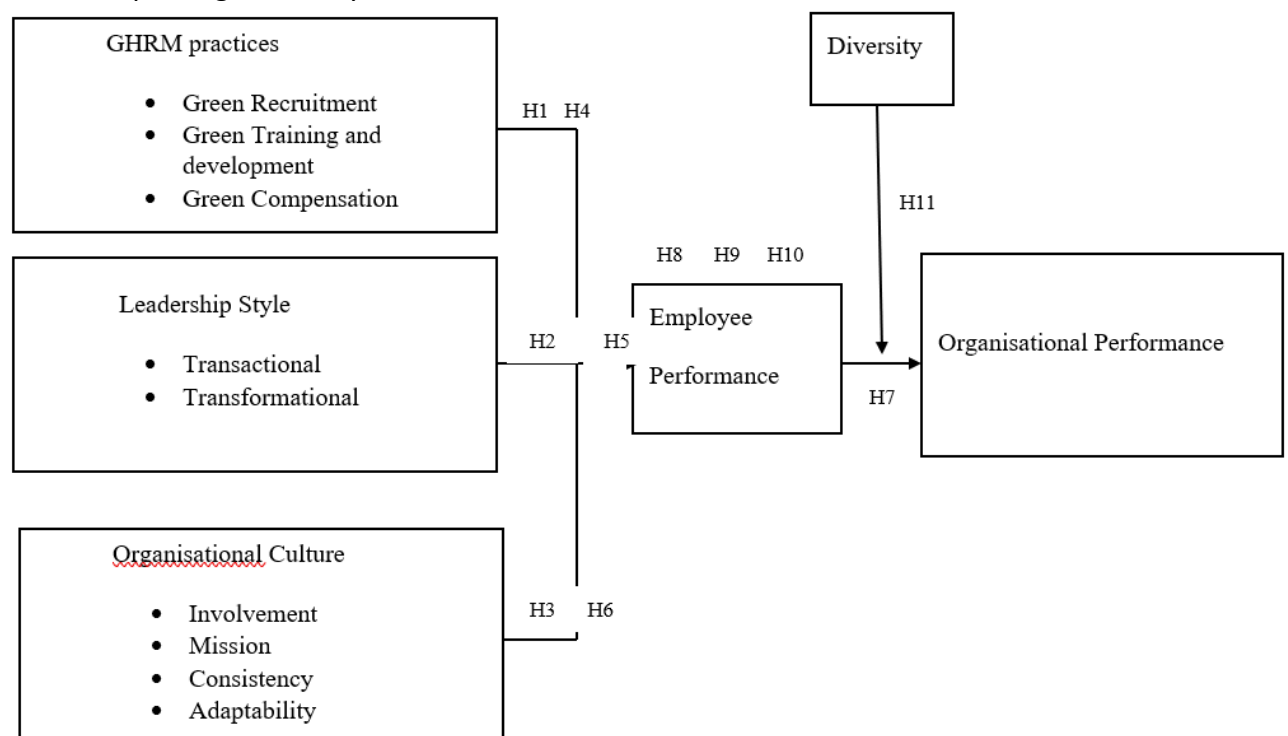 GHRM practices
• Green Recruitment
• Green Training and
development
• Green Compensation
H1 H4
Diversity
H11
Leadership Style
• Transactional
• Transformational
H2 H5
H8 H9 H10
Employee
Performance
H7
Organisational Performance
Organisational Culture
• Involvement
• Mission
• Consistency
• Adaptability
H3 H6